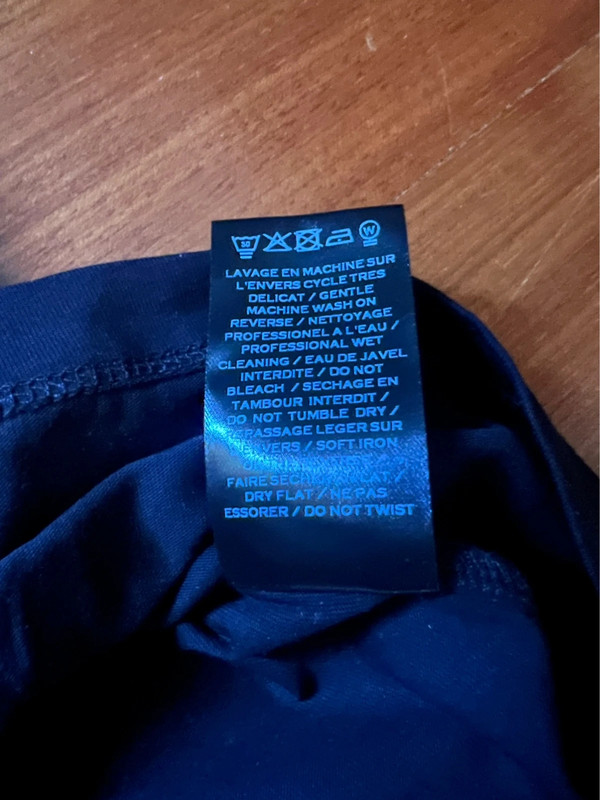 50 W
LAVAGE EN MACHINE SUR
L'ENVERS CYCLE TRES
DELICAT / GENTLE
MACHINE WASH ON
REVERSE / NETTOYAGE
PROFESSIONEL A L'EAU /
PROFESSIONAL WET
CLEANING / EAU DE JAVEL
INTERDITE / DO NOT
BLEACH / SECHAGE EN
TAMBOUR INTERDIT /
DO NOT TUMBLE DRY /
REPASSAGE LEGER SUR
ENVERS / SOFT IRON
FAIRE SECHER A PLAT /
DRY FLAT / NE PAS
ESSORER / DO NOT TWIST